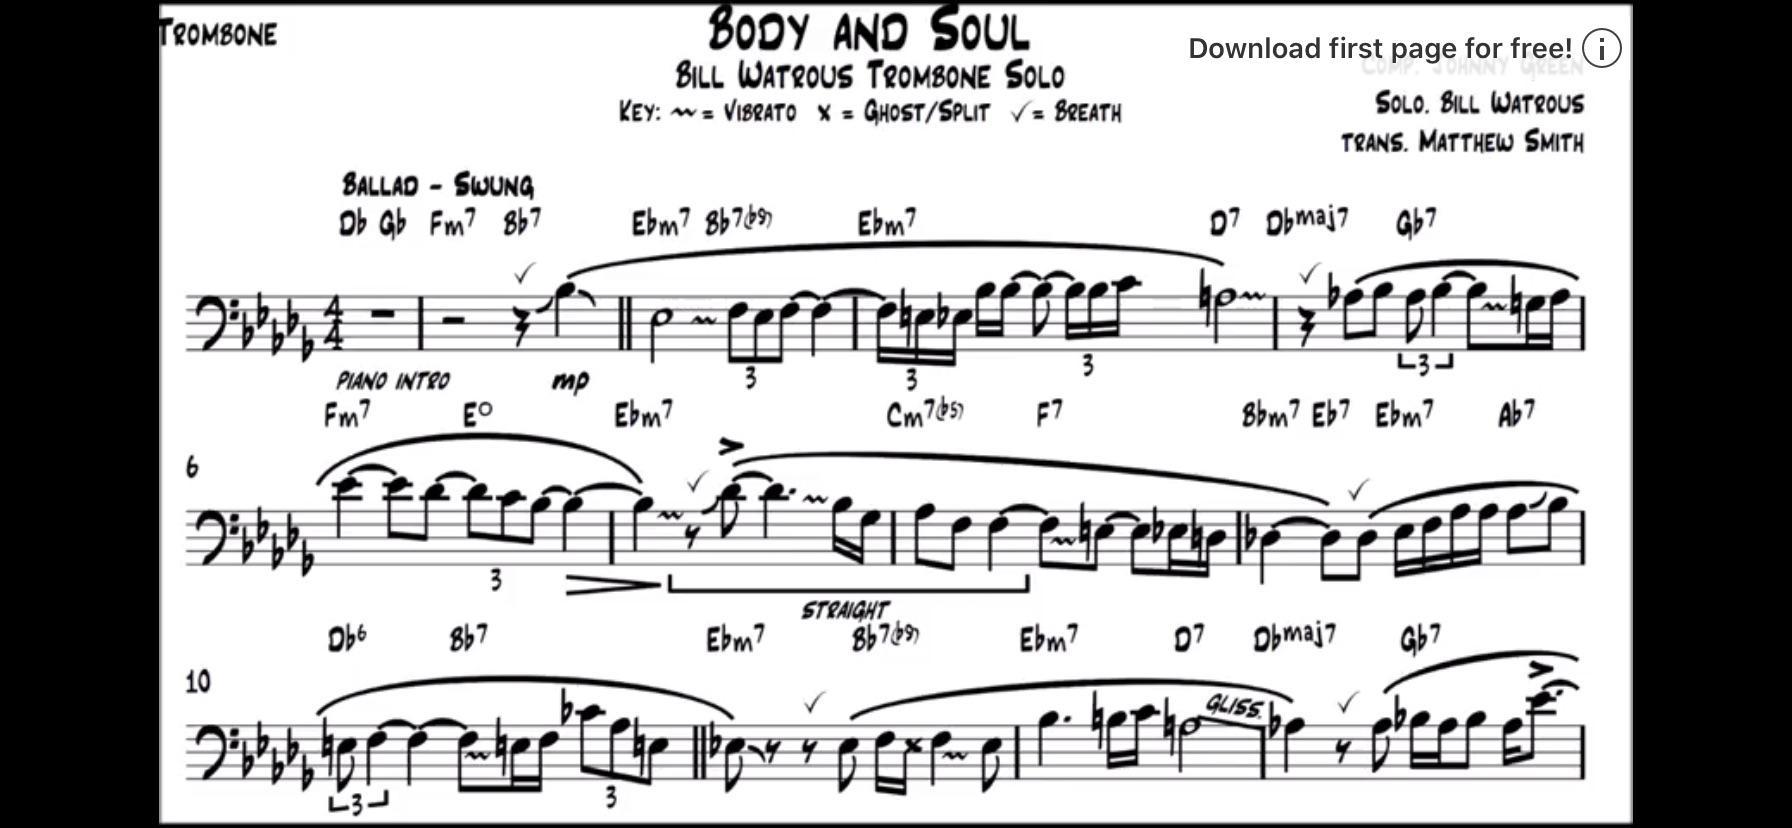 TROMBONE
BODY AND SOUL
Download first page for free! i
BILL WATROUS TROMBONE SOLO
COMP. JOHNNY GREEN
KEY: ~ = VIBRATO x = GHOST/SPLIT ✓ = BREATH
SOLO. BILL WATROUS
TRANS. MATTHEW SMITH
BALLAD - SWUNG
Db Gb Fm7 Bb7 Ebm7 Bb7(b9) Ebm7 D7 Dbmaj7 Gb7
4 4
3 3 3 3
PIANO INTRO mp
Fm7 E° Ebm7 Cm7(b5) F7 Bbm7 Eb7 Ebm7 Ab7
6
3
STRAIGHT
Db6 Bb7 Ebm7 Bb7(b9) Ebm7 D7 Dbmaj7 Gb7
10
GLISS.
3 3